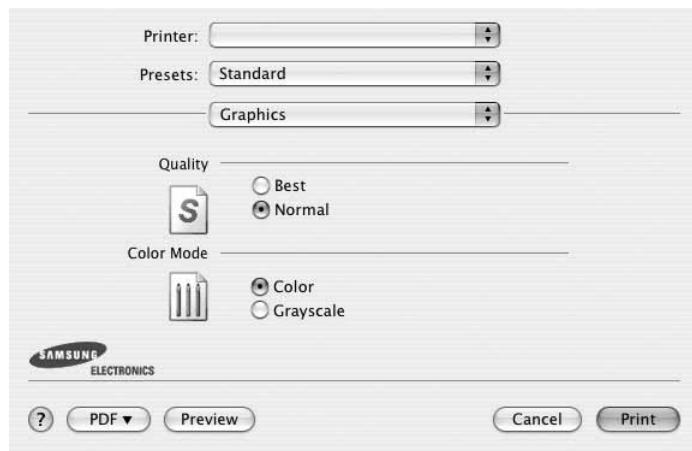 Printer:
Presets: Standard
Graphics
Quality
Best
S
Normal
Color Mode
Color
Grayscale
SAMSUNG
ELECTRONICS
? PDF ▼ Preview Cancel Print